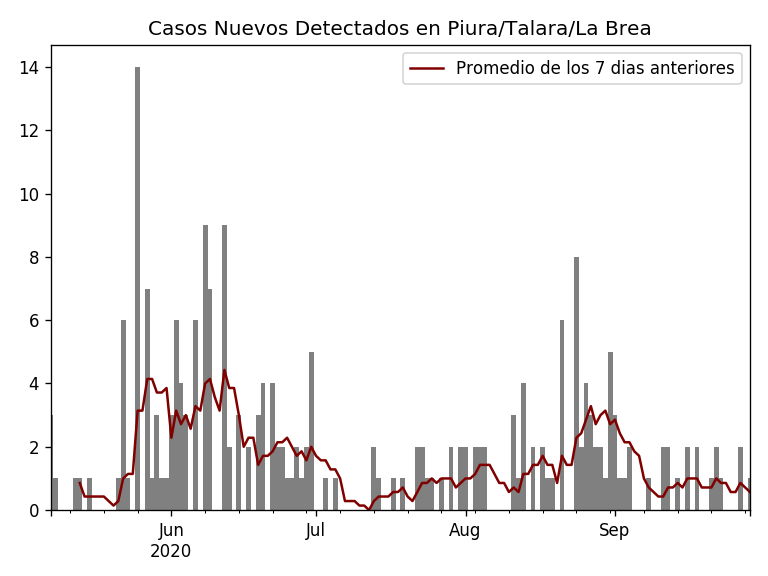 Casos Nuevos Detectados en Piura/Talara/La Brea
Promedio de los 7 dias anteriores
14
12
10
8
6
4
2
0
Jun
2020
Jul
Aug
Sep